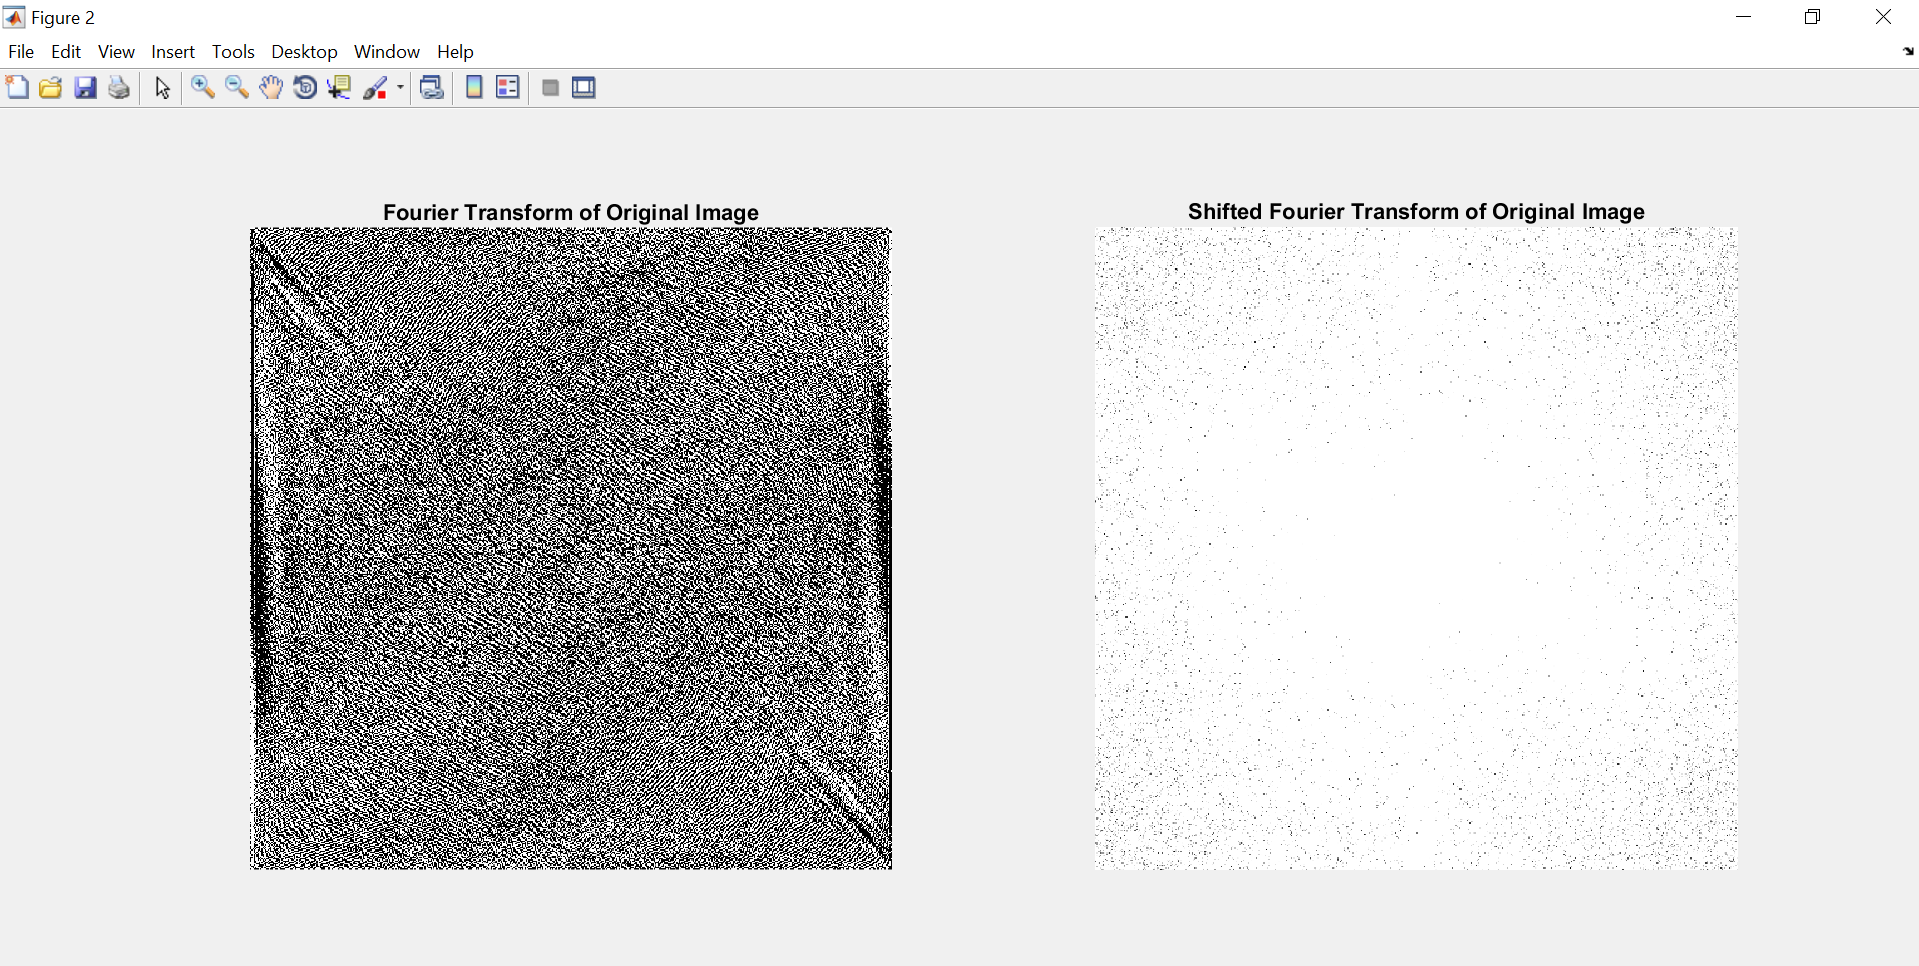 Figure 2
File Edit View Insert Tools Desktop Window Help
Fourier Transform of Original Image
Shifted Fourier Transform of Original Image